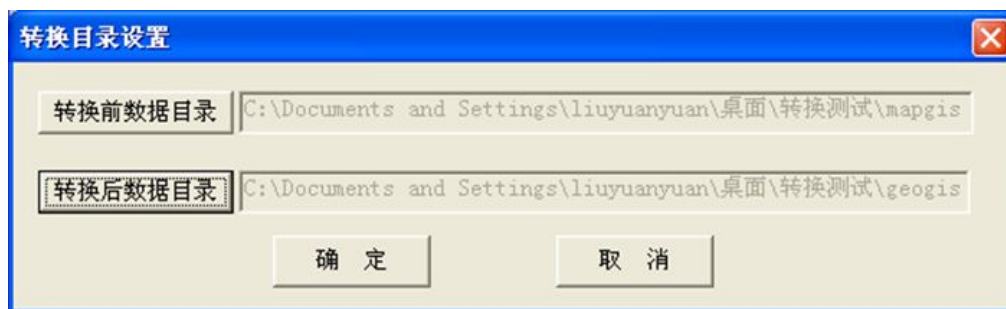 转换目录设置
转换前数据目录 C:\Documents and Settings\liuyuanyuan\桌面\转换测试\mapgis
转换后数据目录 C:\Documents and Settings\liuyuanyuan\桌面\转换测试\geogis
确 定 取 消